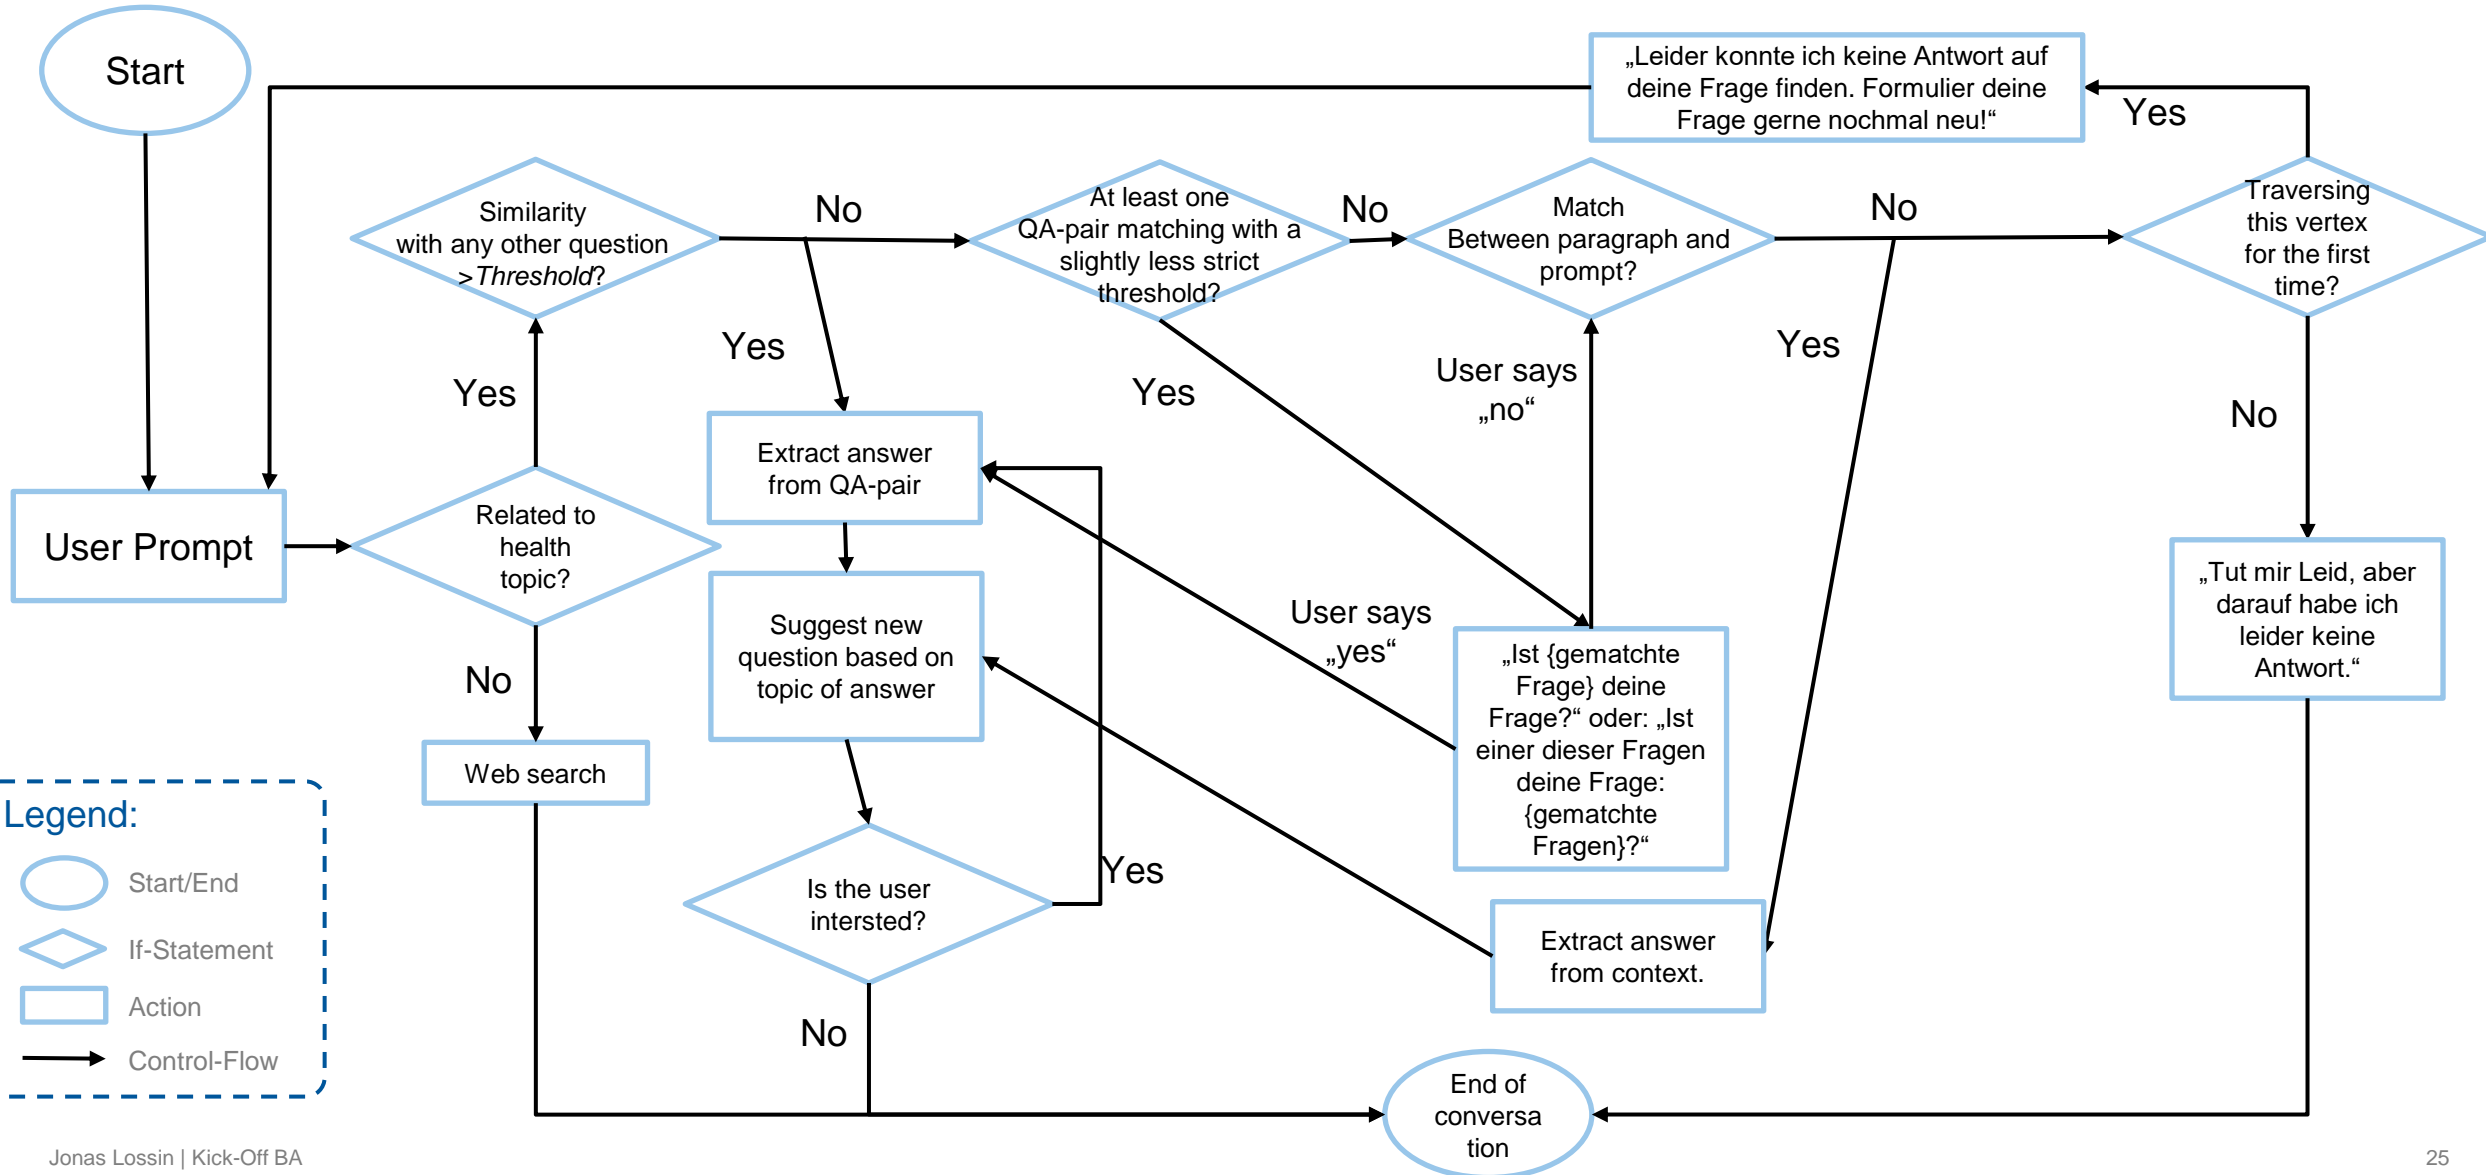 Start
„Leider konnte ich keine Antwort auf
deine Frage finden. Formulier deine
Frage gerne nochmal neu!“
Yes
Similarity
with any other question
>Threshold?
No
At least one
QA-pair matching with a
slightly less strict
threshold?
No
Match
Between paragraph and
prompt?
No
Traversing
this vertex
for the first
time?
Yes
Yes
Yes
User says
„no“
Yes
No
User Prompt
Related to
health
topic?
Extract answer
from QA-pair
Suggest new
question based on
topic of answer
User says
„yes“
„Ist {gematchte
Frage} deine
Frage?“ oder: „Ist
einer dieser Fragen
deine Frage:
{gematchte
Fragen}?“
„Tut mir Leid, aber
darauf habe ich
leider keine
Antwort.“
No
Web search
Is the user
intersted?
Yes
Extract answer
from context.
No
End of
conversa
tion
Legend:
Start/End
If-Statement
Action
Control-Flow
Jonas Lossin | Kick-Off BA
25